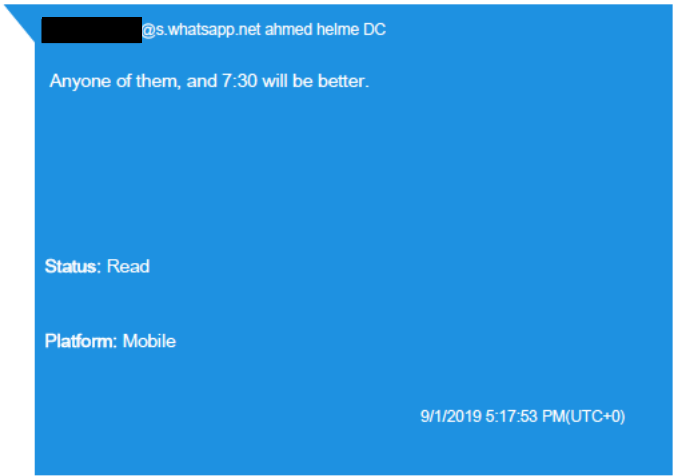 @s.whatsapp.net ahmed helme DC
Anyone of them, and 7:30 will be better.
Status: Read
Platform: Mobile
9/1/2019 5:17:53 PM(UTC+0)